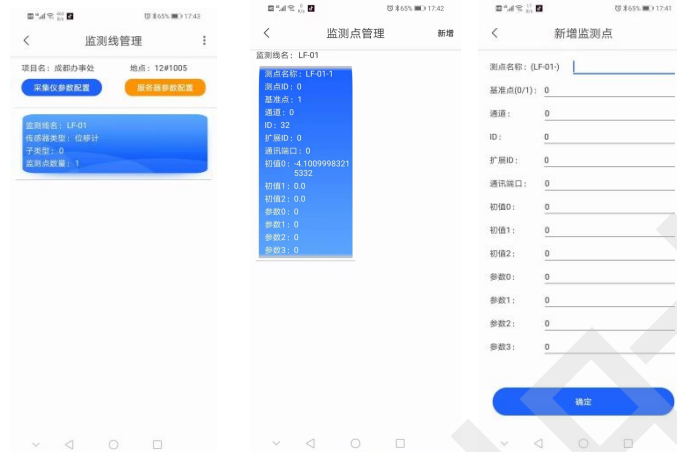 65% 17:43
监测线管理
项目名：成都办事处 地点：12#1005
采集仪参数配置 服务器参数配置
监测线名：LF-01
传感器类型：位移计
子类型：0
监测点数量：1
65% 17:42
监测点管理 新增
监测线名：LF-01
测点名称：LF-01-1
测点ID：0
基准点：1
通道：0
ID：32
扩展ID：0
通讯端口：0
初值0：-4.1009998321
5332
初值1：0.0
初值2：0.0
参数0：0
参数1：0
参数2：0
参数3：0
65% 17:41
新增监测点
测点名称：(LF-01-)
基准点(0/1)：0
通道：0
ID：0
扩展ID：0
通讯端口：0
初值0：0
初值1：0
初值2：0
参数0：0
参数1：0
参数2：0
参数3：0
确定